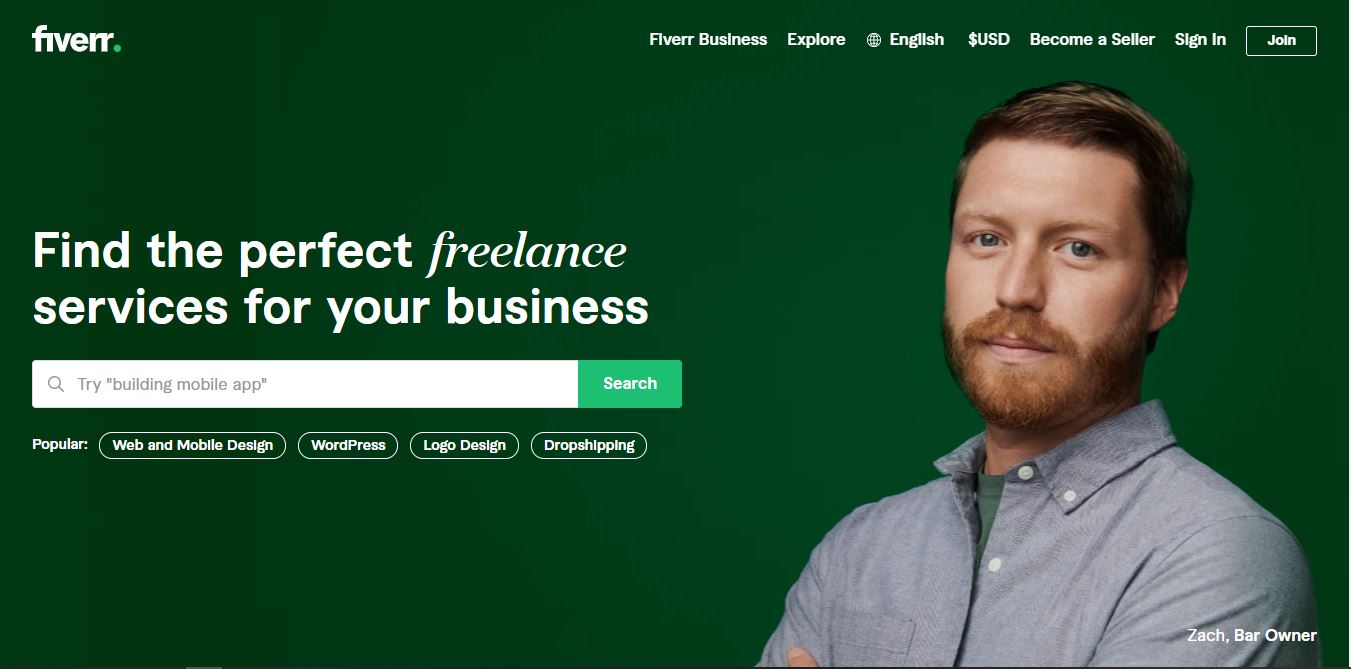 fiverr.
Fiverr Business Explore English $USD Become a Seller Sign In Join
Find the perfect freelance
services for your business
Try "building mobile app" Search
Popular: Web and Mobile Design WordPress Logo Design Dropshipping
Zach, Bar Owner